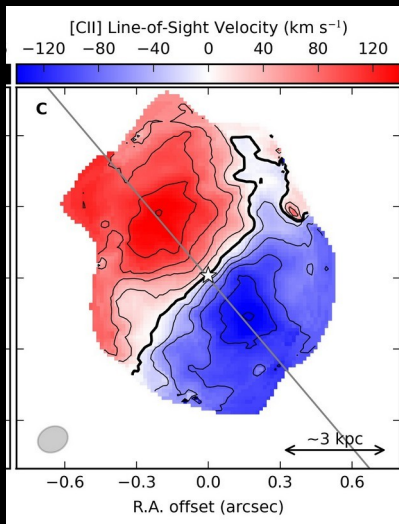 [CII] Line-of-Sight Velocity (km s⁻¹)
−120 −80 −40 0 40 80 120
C
~3 kpc
−0.6 −0.3 0.0 0.3 0.6
R.A. offset (arcsec)